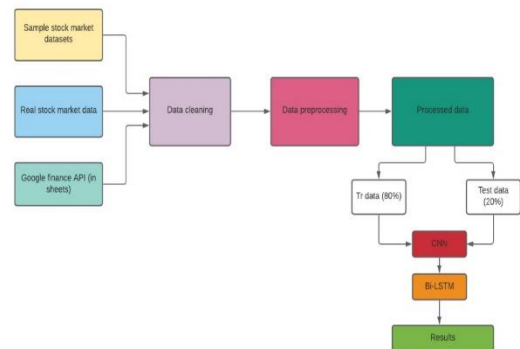 Sample stock market
datasets
Real stock market data
Google finance API (in
sheets)
Data cleaning
Data preprocessing
Processed data
Tr data (80%)
Test data
(20%)
CNN
Bi-LSTM
Results